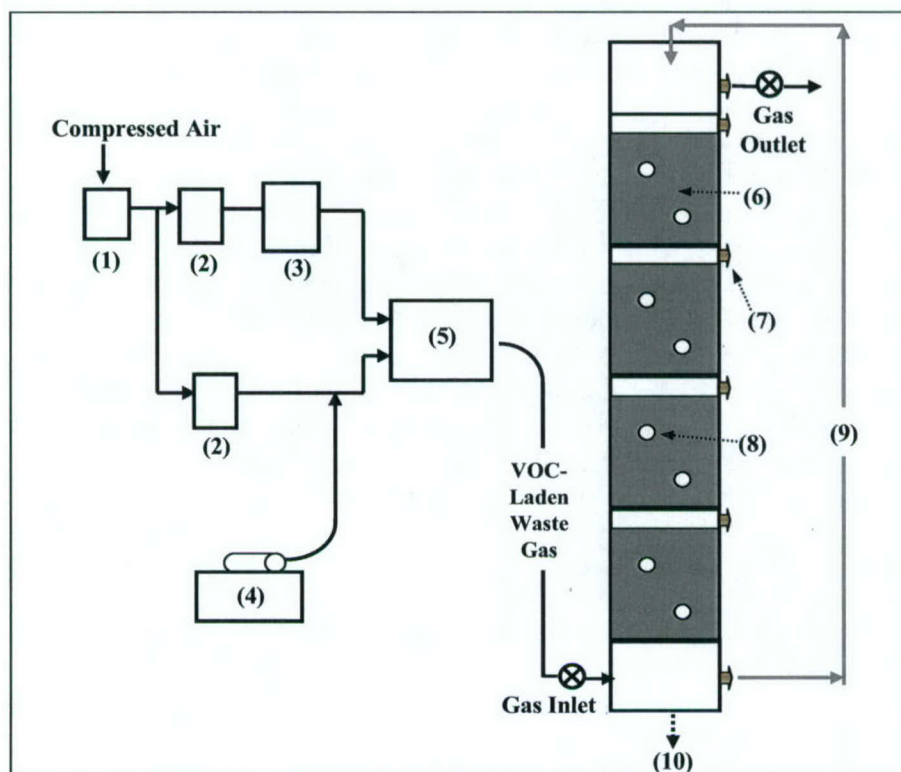 Compressed Air
(1)
(2)
(3)
(2)
(4)
(5)
VOC-
Laden
Waste
Gas
Gas Inlet
Gas
Outlet
(6)
(7)
(8)
(9)
(10)